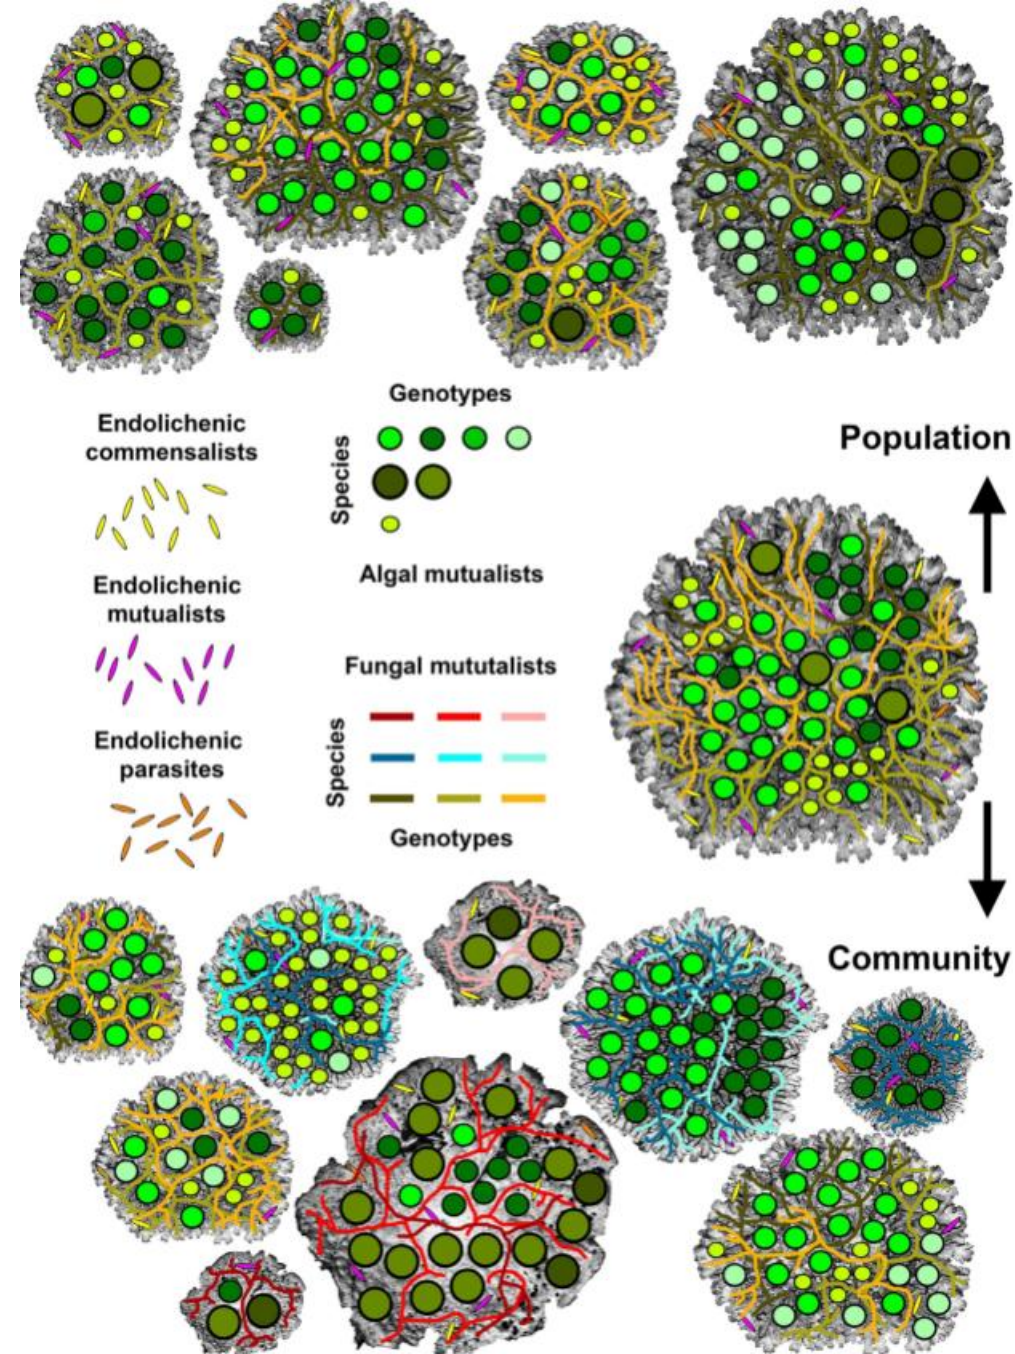 Genotypes
Endolichenic
commensalists
Species
Population
Algal mutualists
Endolichenic
mutualists
Fungal mututalists
Species
Endolichenic
parasites
Genotypes
Community